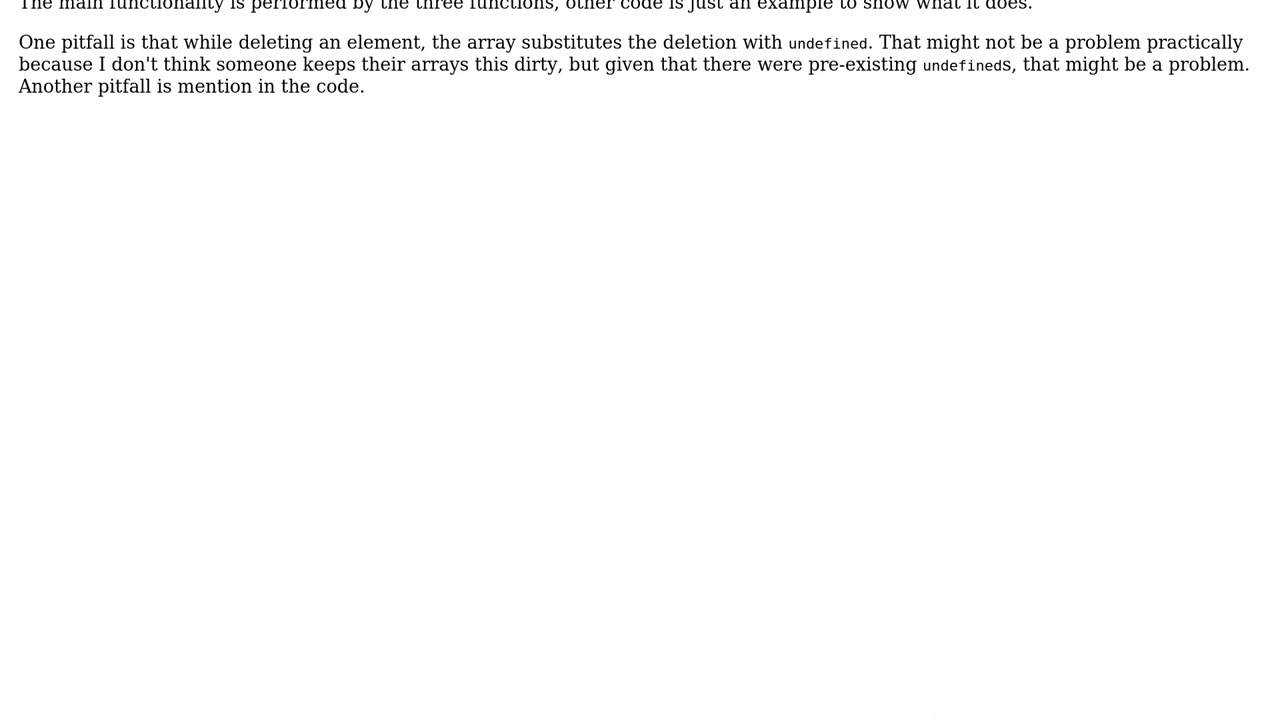 The main functionality is performed by the three functions, other code is just an example to show what it does.
One pitfall is that while deleting an element, the array substitutes the deletion with undefined. That might not be a problem practically
because I don't think someone keeps their arrays this dirty, but given that there were pre-existing undefineds, that might be a problem.
Another pitfall is mention in the code.